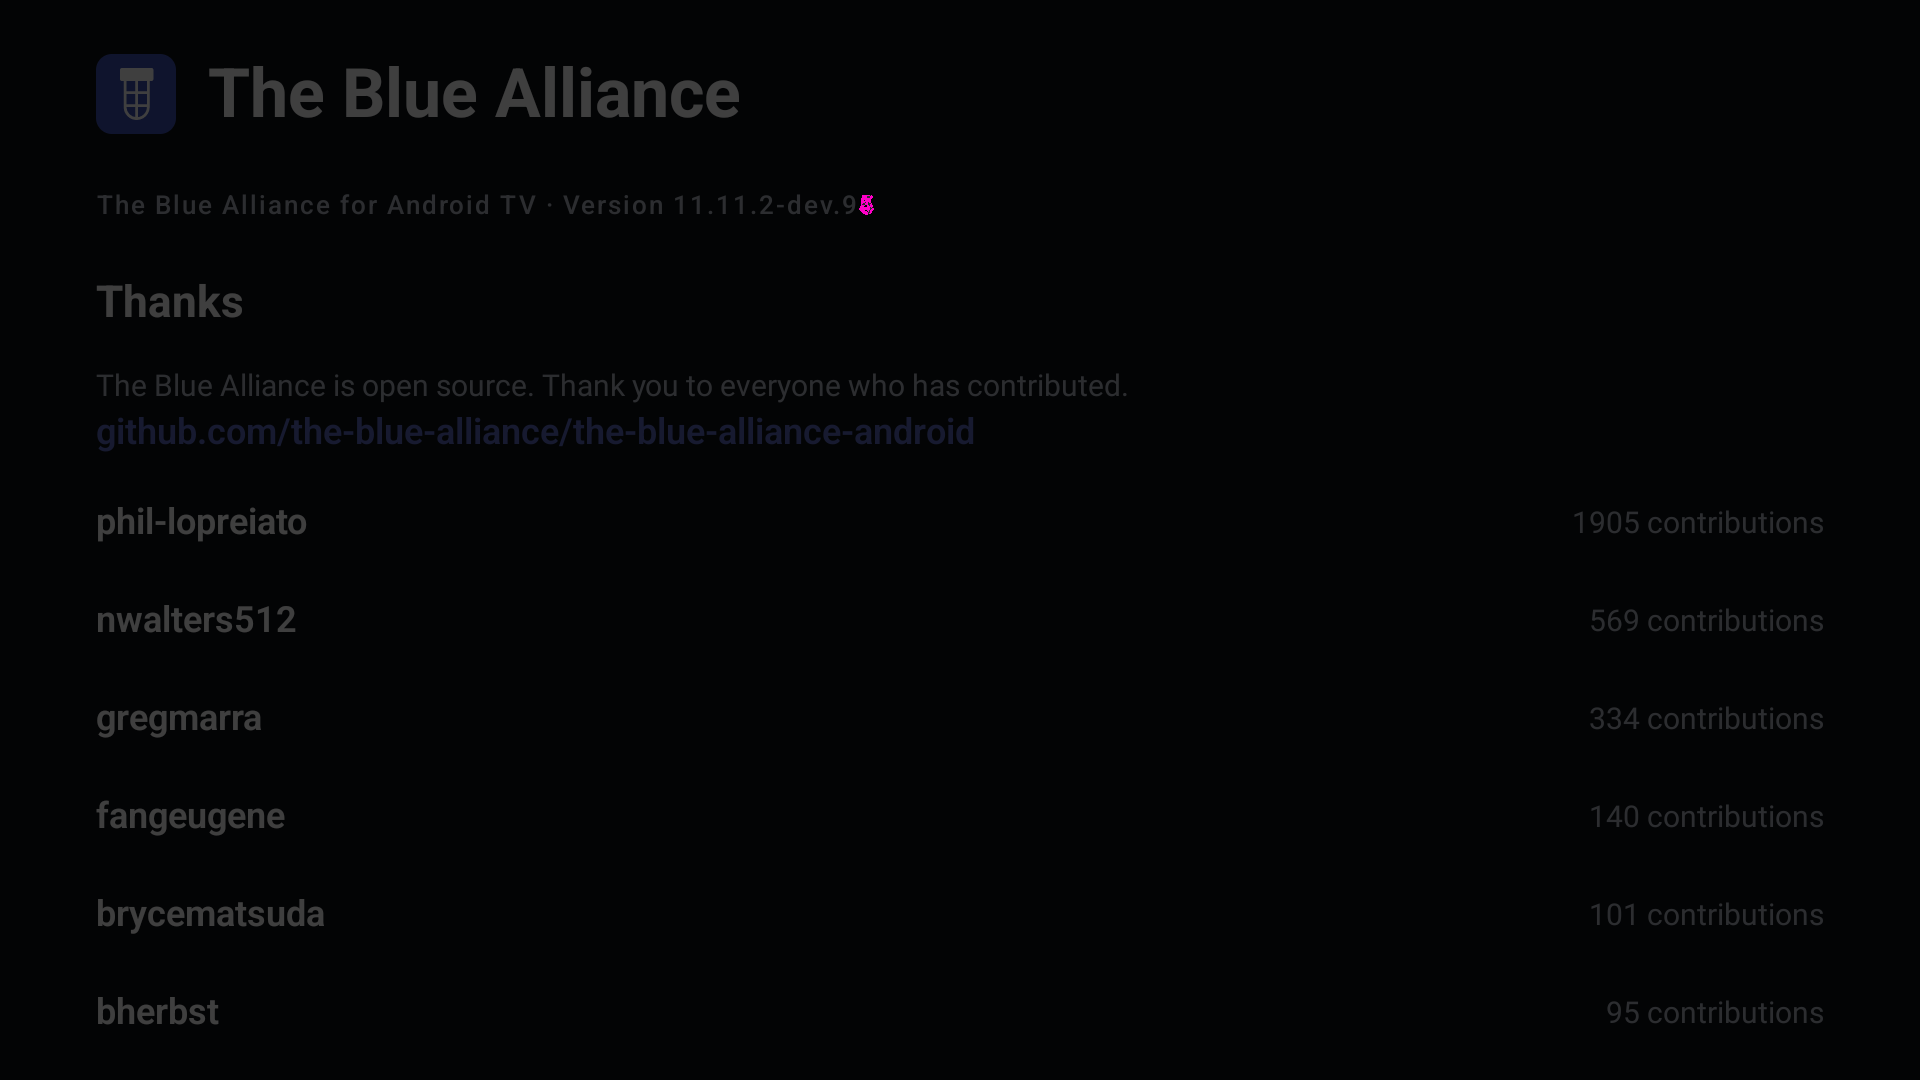 The Blue Alliance
The Blue Alliance for Android TV · Version 11.11.2-dev.9
Thanks
The Blue Alliance is open source. Thank you to everyone who has contributed.
github.com/the-blue-alliance/the-blue-alliance-android
phil-lopreiato 1905 contributions
nwalters512 569 contributions
gregmarra 334 contributions
fangeugene 140 contributions
brycematsuda 101 contributions
bherbst 95 contributions